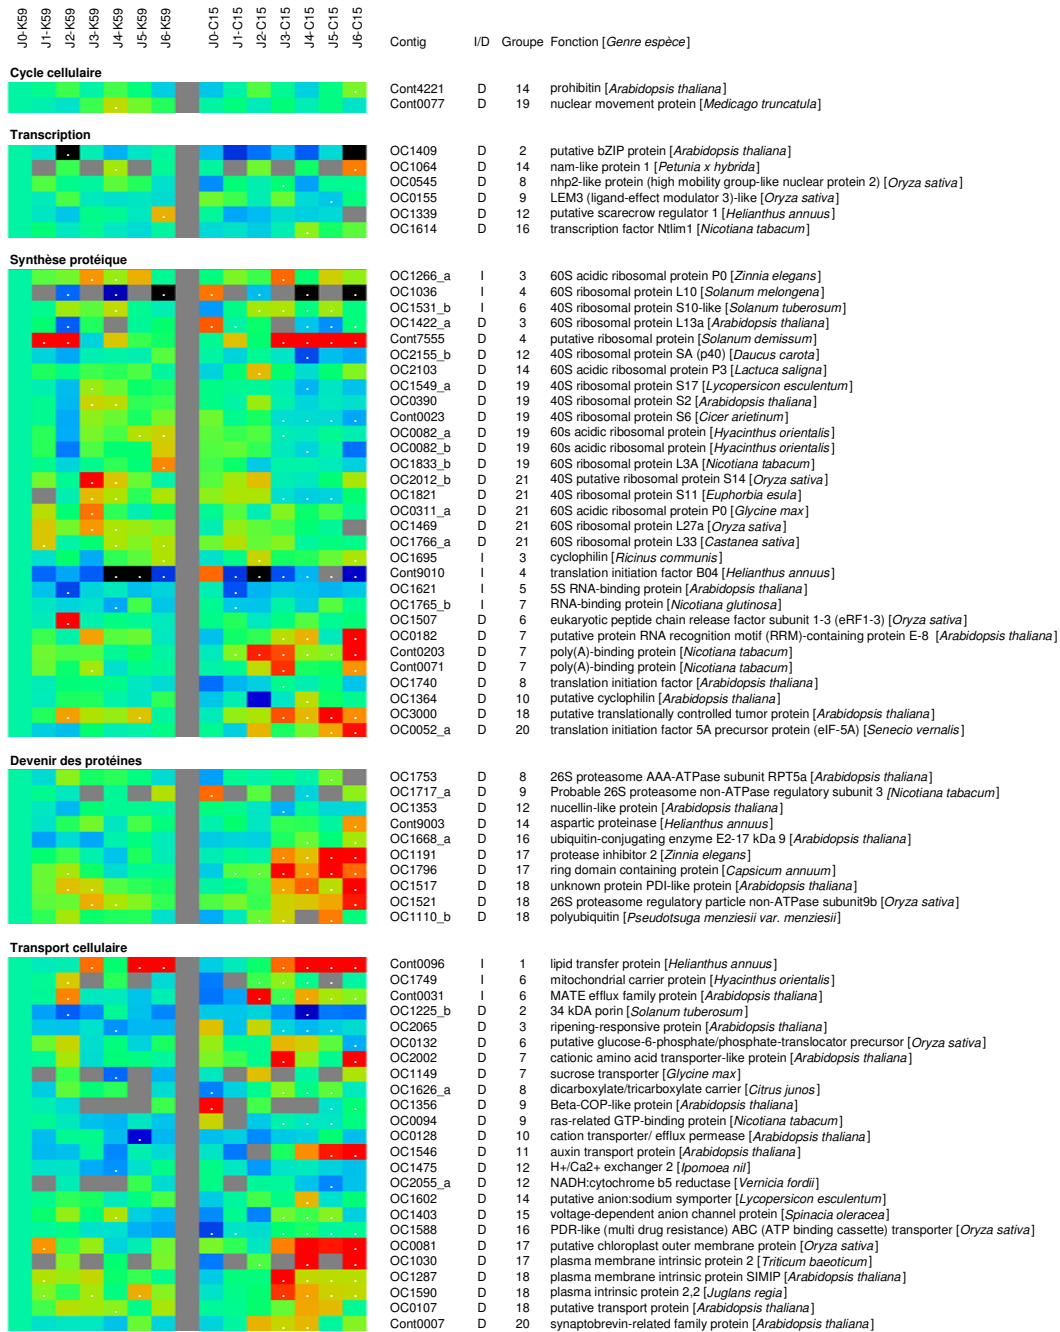 J0-K59 J1-K59 J2-K59 J3-K59 J4-K59 J5-K59 J6-K59 J0-C15 J1-C15 J2-C15 J3-C15 J4-C15 J5-C15 J6-C15 Contig I/D Groupe Fonction [Genre espèce]
Cycle cellulaire
Cont4221 D 14 prohibitin [Arabidopsis thaliana]
Cont0077 D 19 nuclear movement protein [Medicago truncatula]
Transcription
OC1409 D 2 putative bZIP protein [Arabidopsis thaliana]
OC1064 D 14 nam-like protein 1 [Petunia x hybrida]
OC0545 D 8 nhp2-like protein (high mobility group-like nuclear protein 2) [Oryza sativa]
OC0155 D 9 LEM3 (ligand-effect modulator 3)-like [Oryza sativa]
OC1339 D 12 putative scarecrow regulator 1 [Helianthus annuus]
OC1614 D 16 transcription factor Ntlim1 [Nicotiana tabacum]
Synthèse protéique
OC1266_a I 3 60S acidic ribosomal protein P0 [Zinnia elegans]
OC1036 I 4 60S ribosomal protein L10 [Solanum melongena]
OC1531_b I 6 40S ribosomal protein S10-like [Solanum tuberosum]
OC1422_a D 3 60S ribosomal protein L13a [Arabidopsis thaliana]
Cont7555 D 4 putative ribosomal protein [Solanum demissum]
OC2155_b D 12 40S ribosomal protein SA (p40) [Daucus carota]
OC2103 D 14 60S acidic ribosomal protein P3 [Lactuca saligna]
OC1549_a D 19 40S ribosomal protein S17 [Lycopersicon esculentum]
OC0390 D 19 40S ribosomal protein S2 [Arabidopsis thaliana]
Cont0023 D 19 40S ribosomal protein S6 [Cicer arietinum]
OC0082_a D 19 60s acidic ribosomal protein [Hyacinthus orientalis]
OC0082_b D 19 60s acidic ribosomal protein [Hyacinthus orientalis]
OC1833_b D 19 60S ribosomal protein L3A [Nicotiana tabacum]
OC2012_b D 21 40S putative ribosomal protein S14 [Oryza sativa]
OC1821 D 21 40S ribosomal protein S11 [Euphorbia esula]
OC0311_a D 21 60S acidic ribosomal protein P0 [Glycine max]
OC1469 D 21 60S ribosomal protein L27a [Oryza sativa]
OC1766_a D 21 60S ribosomal protein L33 [Castanea sativa]
OC1695 I 3 cyclophilin [Ricinus communis]
Cont9010 I 4 translation initiation factor B04 [Helianthus annuus]
OC1621 I 5 5S RNA-binding protein [Arabidopsis thaliana]
OC1765_b I 7 RNA-binding protein [Nicotiana glutinosa]
OC1507 D 6 eukaryotic peptide chain release factor subunit 1-3 (eRF1-3) [Oryza sativa]
OC0182 D 7 putative protein RNA recognition motif (RRM)-containing protein E-8 [Arabidopsis thaliana]
Cont0203 D 7 poly(A)-binding protein [Nicotiana tabacum]
Cont0071 D 7 poly(A)-binding protein [Nicotiana tabacum]
OC1740 D 8 translation initiation factor [Arabidopsis thaliana]
OC1364 D 10 putative cyclophilin [Arabidopsis thaliana]
OC3000 D 18 putative translationally controlled tumor protein [Arabidopsis thaliana]
OC0052_a D 20 translation initiation factor 5A precursor protein (eIF-5A) [Senecio vernalis]
Devenir des protéines
OC1753 D 8 26S proteasome AAA-ATPase subunit RPT5a [Arabidopsis thaliana]
OC1717_a D 9 Probable 26S proteasome non-ATPase regulatory subunit 3 [Nicotiana tabacum]
OC1353 D 12 nucellin-like protein [Arabidopsis thaliana]
Cont9003 D 14 aspartic proteinase [Helianthus annuus]
OC1668_a D 16 ubiquitin-conjugating enzyme E2-17 kDa 9 [Arabidopsis thaliana]
OC1191 D 17 protease inhibitor 2 [Zinnia elegans]
OC1796 D 17 ring domain containing protein [Capsicum annuum]
OC1517 D 18 unknown protein PDI-like protein [Arabidopsis thaliana]
OC1521 D 18 26S proteasome regulatory particle non-ATPase subunit9b [Oryza sativa]
OC1110_b D 18 polyubiquitin [Pseudotsuga menziesii var. menziesii]
Transport cellulaire
Cont0096 I 1 lipid transfer protein [Helianthus annuus]
OC1749 I 6 mitochondrial carrier protein [Hyacinthus orientalis]
Cont0031 I 6 MATE efflux family protein [Arabidopsis thaliana]
OC1225_b D 2 34 kDA porin [Solanum tuberosum]
OC2065 D 3 ripening-responsive protein [Arabidopsis thaliana]
OC0132 D 6 putative glucose-6-phosphate/phosphate-translocator precursor [Oryza sativa]
OC2002 D 7 cationic amino acid transporter-like protein [Arabidopsis thaliana]
OC1149 D 7 sucrose transporter [Glycine max]
OC1626_a D 8 dicarboxylate/tricarboxylate carrier [Citrus junos]
OC1356 D 9 Beta-COP-like protein [Arabidopsis thaliana]
OC0094 D 9 ras-related GTP-binding protein [Nicotiana tabacum]
OC0128 D 10 cation transporter/ efflux permease [Arabidopsis thaliana]
OC1546 D 11 auxin transport protein [Arabidopsis thaliana]
OC1475 D 12 H+/Ca2+ exchanger 2 [Ipomoea nil]
OC2055_a D 12 NADH:cytochrome b5 reductase [Vernicia fordii]
OC1602 D 14 putative anion:sodium symporter [Lycopersicon esculentum]
OC1403 D 15 voltage-dependent anion channel protein [Spinacia oleracea]
OC1588 D 16 PDR-like (multi drug resistance) ABC (ATP binding cassette) transporter [Oryza sativa]
OC0081 D 17 putative chloroplast outer membrane protein [Oryza sativa]
OC1030 D 17 plasma membrane intrinsic protein 2 [Triticum baeoticum]
OC1287 D 18 plasma membrane intrinsic protein SIMIP [Arabidopsis thaliana]
OC1590 D 18 plasma intrinsic protein 2,2 [Juglans regia]
OC0107 D 18 putative transport protein [Arabidopsis thaliana]
Cont0007 D 20 synaptobrevin-related family protein [Arabidopsis thaliana]